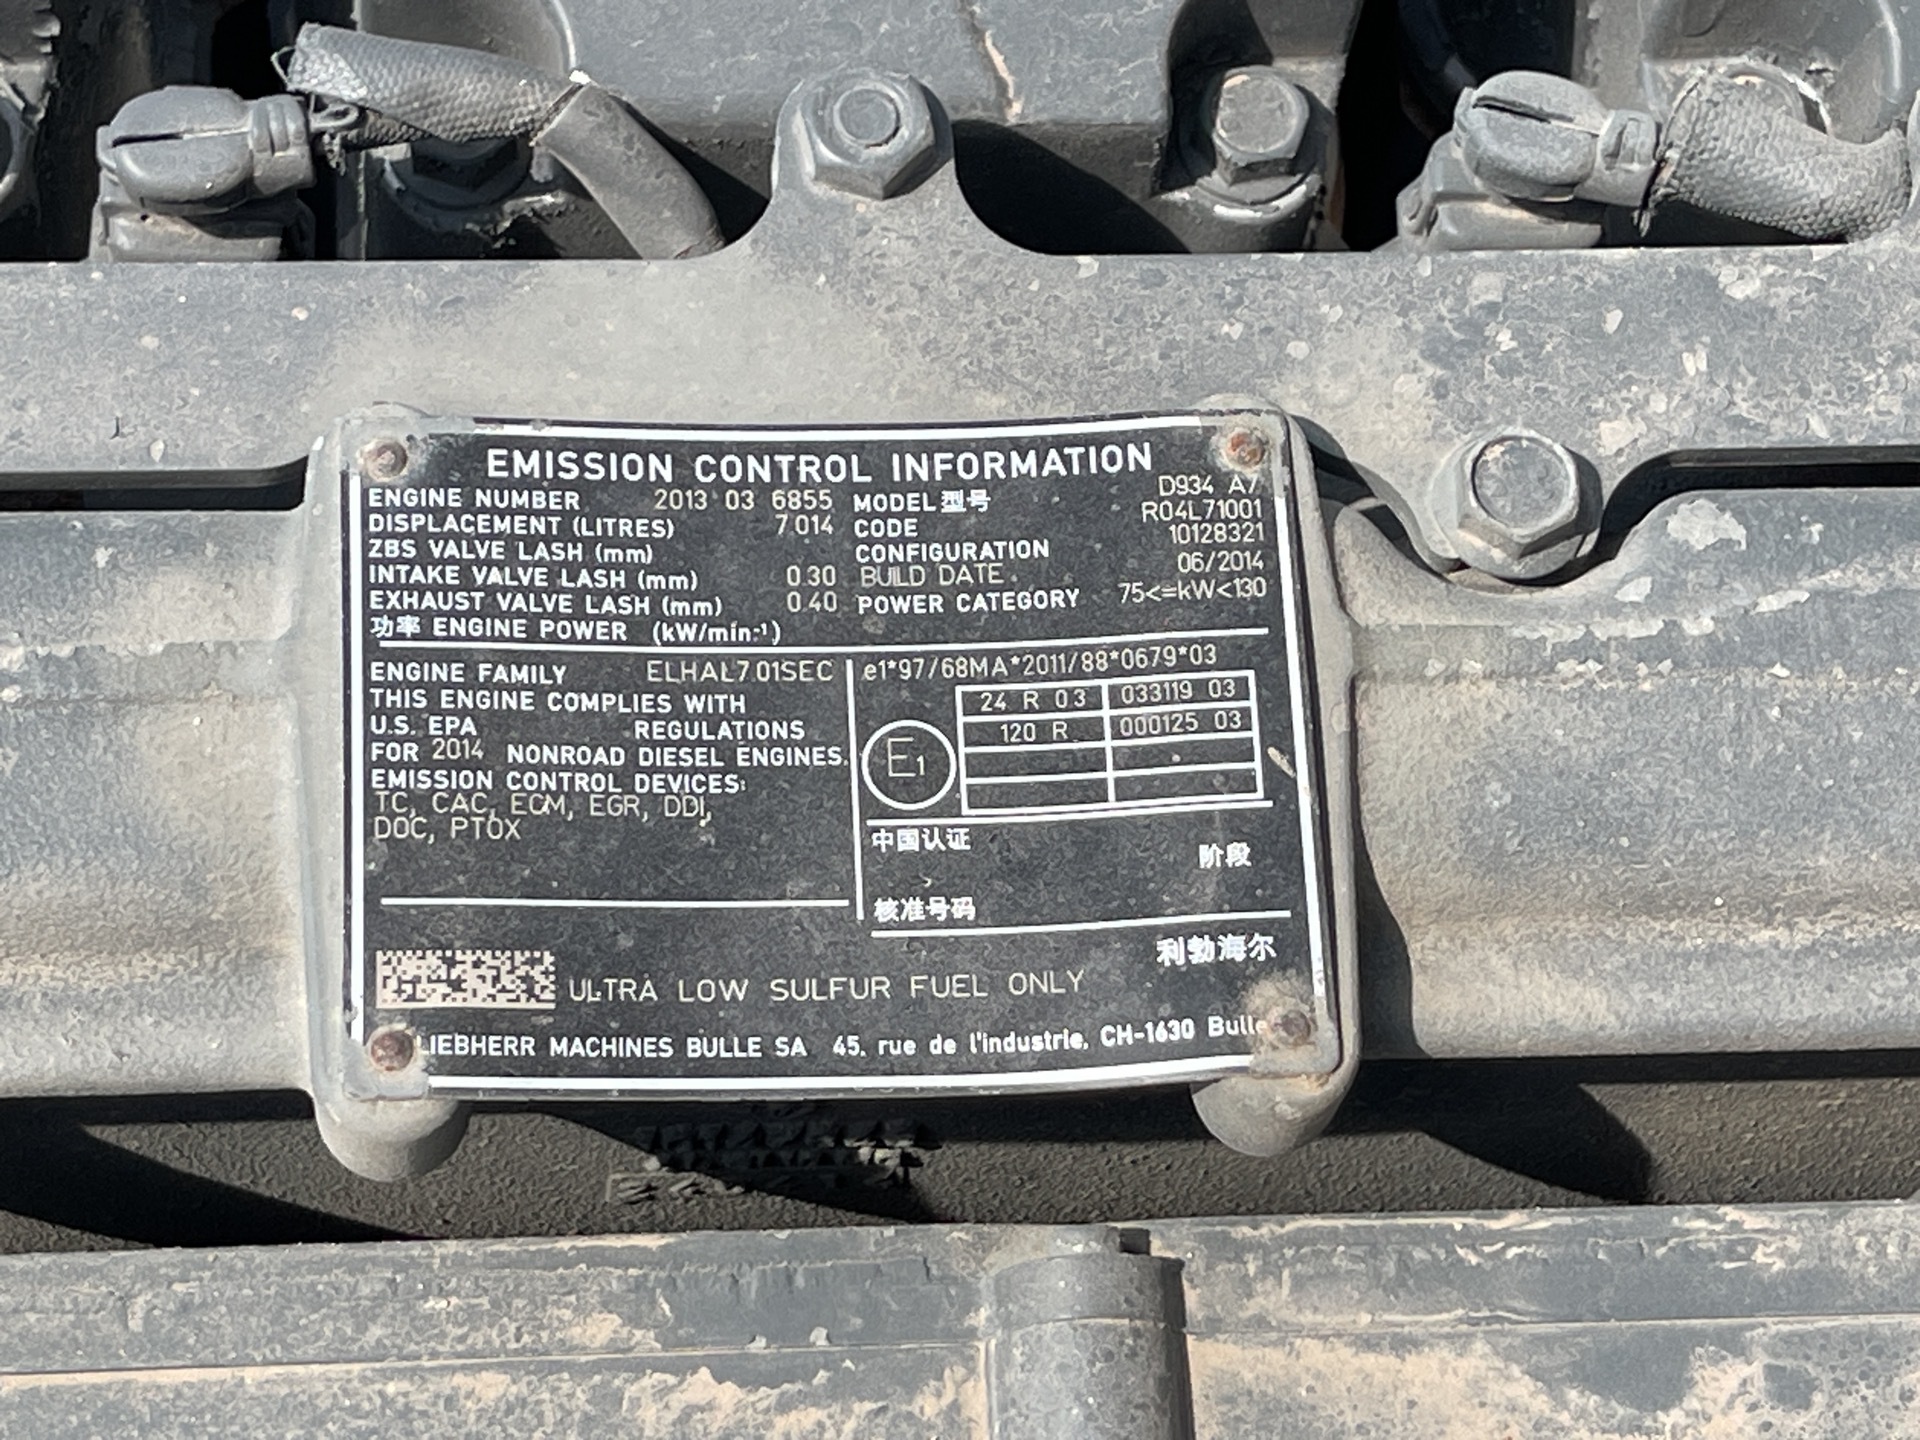 EMISSION CONTROL INFORMATION
ENGINE NUMBER 2013 03 6855
DISPLACEMENT (LITRES) 7.014
ZBS VALVE LASH (mm)
INTAKE VALVE LASH (mm) 0.30
EXHAUST VALVE LASH (mm) 0.40
功率 ENGINE POWER (kW/min-¹)
MODEL型号 D934 A7
CODE R04L71001
CONFIGURATION 10128321
BUILD DATE 06/2014
POWER CATEGORY 75<=kW<130
ENGINE FAMILY ELHAL7.01SEC
THIS ENGINE COMPLIES WITH
U.S. EPA REGULATIONS
FOR 2014 NONROAD DIESEL ENGINES.
EMISSION CONTROL DEVICES:
TC, CAC, ECM, EGR, DDI,
DOC, PTOX
e1*97/68MA*2011/88*0679*03
E1
24 R 03 033119 03
120 R 000125 03
中国认证
阶段
核准号码
利勃海尔
ULTRA LOW SULFUR FUEL ONLY
LIEBHERR MACHINES BULLE SA 45, rue de l'industrie, CH-1630 Bulle